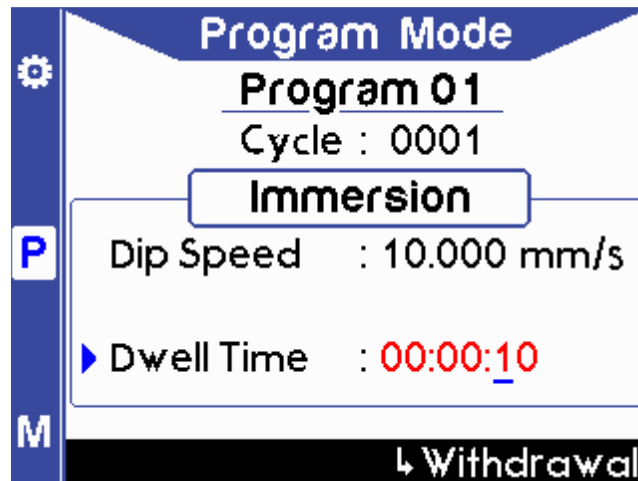 Program Mode
Program 01
Cycle : 0001
Immersion
P
Dip Speed : 10.000 mm/s
Dwell Time : 00:00:10
M
↳ Withdrawal